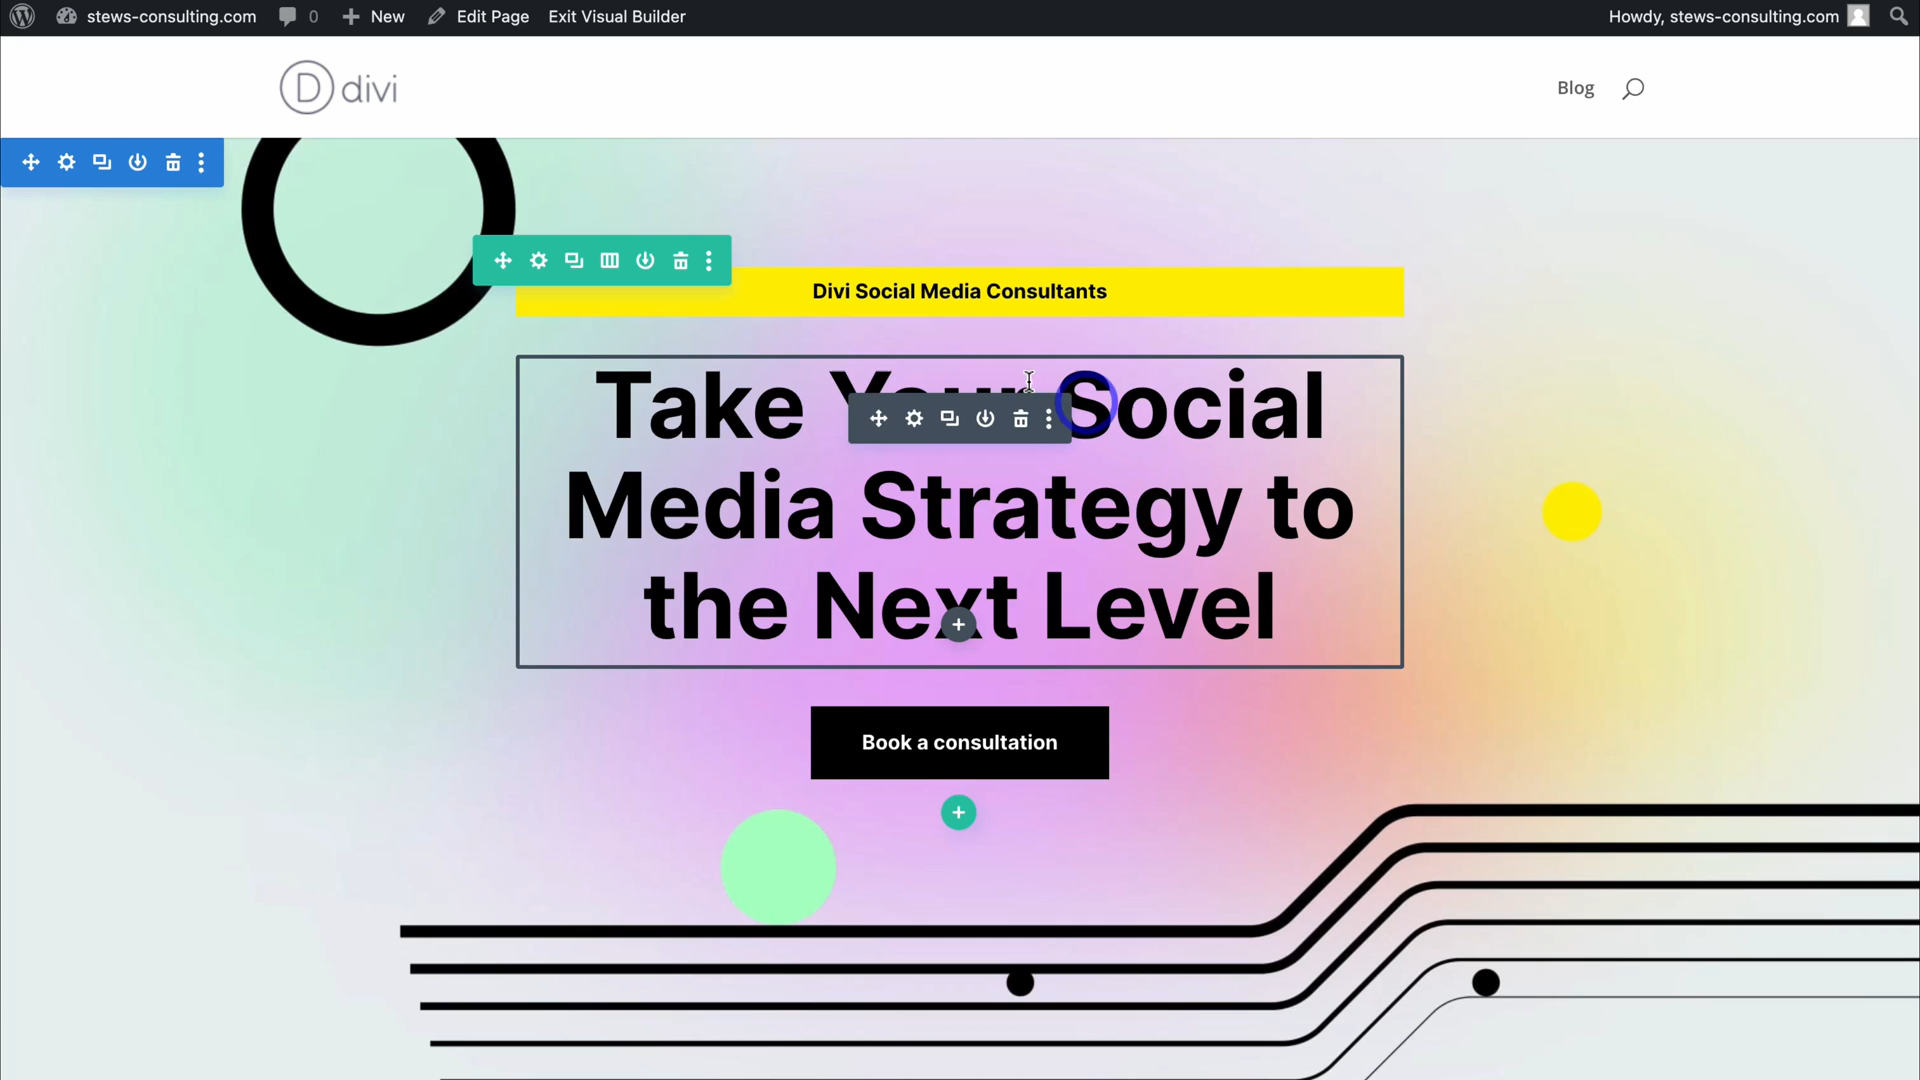 stews-consulting.com 0 New Edit Page Exit Visual Builder Howdy, stews-consulting.com
D divi Blog
Divi Social Media Consultants
Take Your Social
Media Strategy to
the Next Level
Book a consultation